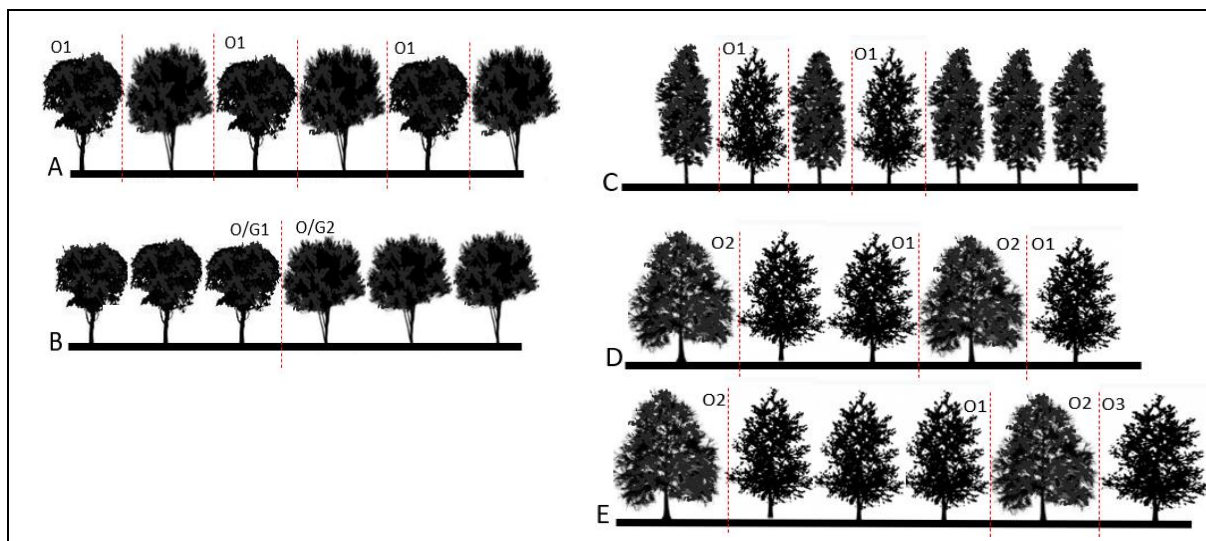 O1 O1 O1
A
O/G1 O/G2
B
O1 O1
C
O2 O1 O2 O1
D
O2 O1 O2 O3
E